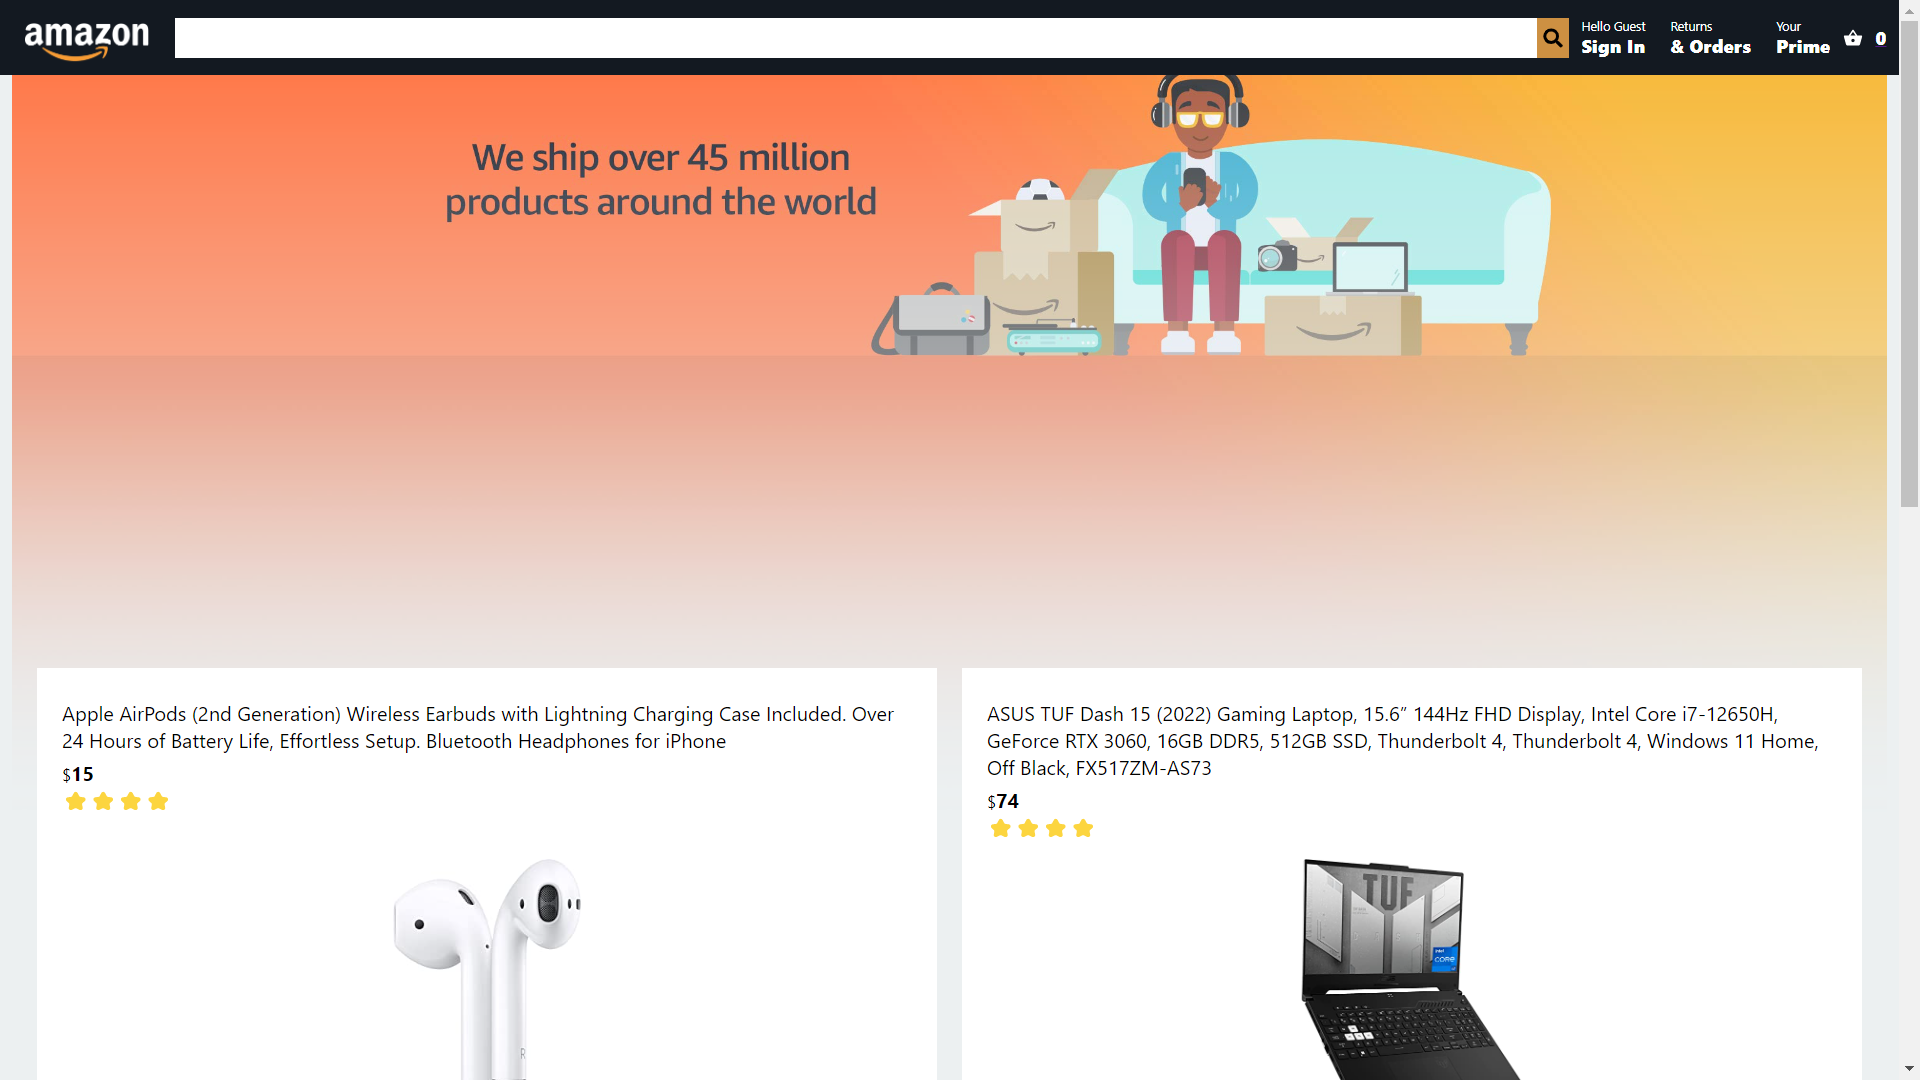 amazon
Hello Guest
Sign In
Returns
& Orders
Your
Prime
0
We ship over 45 million
products around the world
Apple AirPods (2nd Generation) Wireless Earbuds with Lightning Charging Case Included. Over
24 Hours of Battery Life, Effortless Setup. Bluetooth Headphones for iPhone
$15
ASUS TUF Dash 15 (2022) Gaming Laptop, 15.6” 144Hz FHD Display, Intel Core i7-12650H,
GeForce RTX 3060, 16GB DDR5, 512GB SSD, Thunderbolt 4, Thunderbolt 4, Windows 11 Home,
Off Black, FX517ZM-AS73
$74
TUF
intel
CORE
R